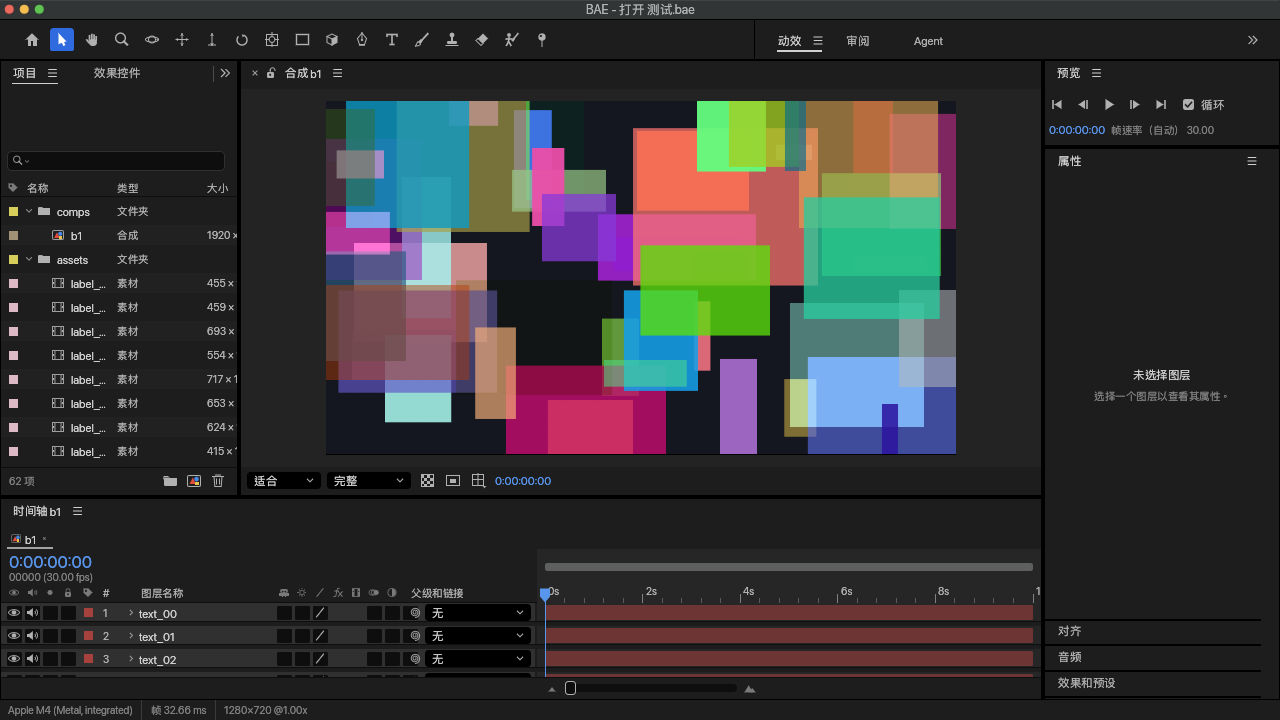 BAE - 打开 测试.bae
动效
审阅
Agent
项目
效果控件
合成 b1
预览
循环
0:00:00:00 帧速率（自动） 30.00
属性
名称 类型 大小
comps 文件夹
b1 合成 1920 ×
assets 文件夹
label_... 素材 455 ×
label_... 素材 459 ×
label_... 素材 693 ×
label_... 素材 554 ×
label_... 素材 717 × 1
label_... 素材 653 ×
label_... 素材 624 ×
label_... 素材 415 ×
62 项
适合
完整
0:00:00:00
未选择图层
选择一个图层以查看其属性。
时间轴 b1
b1
0:00:00:00
00000 (30.00 fps)
# 图层名称 fx 父级和链接
0s 2s 4s 6s 8s 1
1 text_00 无
2 text_01 无
3 text_02 无
对齐
音频
效果和预设
Apple M4 (Metal, integrated) 帧 32.66 ms 1280×720 @1.00x